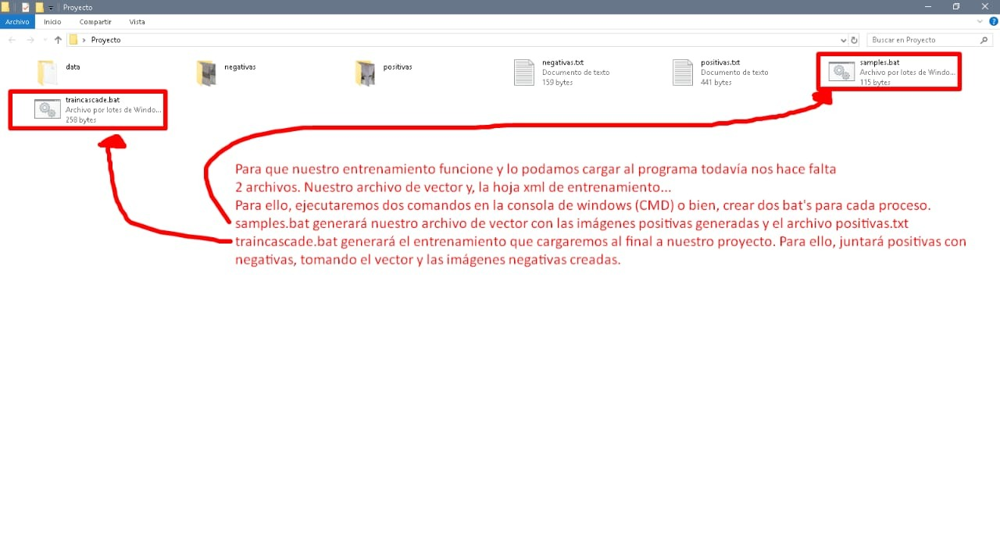 Proyecto
Archivo Inicio Compartir Vista
Proyecto
Buscar en Proyecto
data
negativas
positivas
negativas.txt
Documento de texto
159 bytes
positivas.txt
Documento de texto
441 bytes
samples.bat
Archivo por lotes de Windo...
115 bytes
traincascade.bat
Archivo por lotes de Windo...
258 bytes
Para que nuestro entrenamiento funcione y lo podamos cargar al programa todavía nos hace falta
2 archivos. Nuestro archivo de vector y, la hoja xml de entrenamiento...
Para ello, ejecutaremos dos comandos en la consola de windows (CMD) o bien, crear dos bat's para cada proceso.
samples.bat generará nuestro archivo de vector con las imágenes positivas generadas y el archivo positivas.txt
traincascade.bat generará el entrenamiento que cargaremos al final a nuestro proyecto. Para ello, juntará positivas con
negativas, tomando el vector y las imágenes negativas creadas.